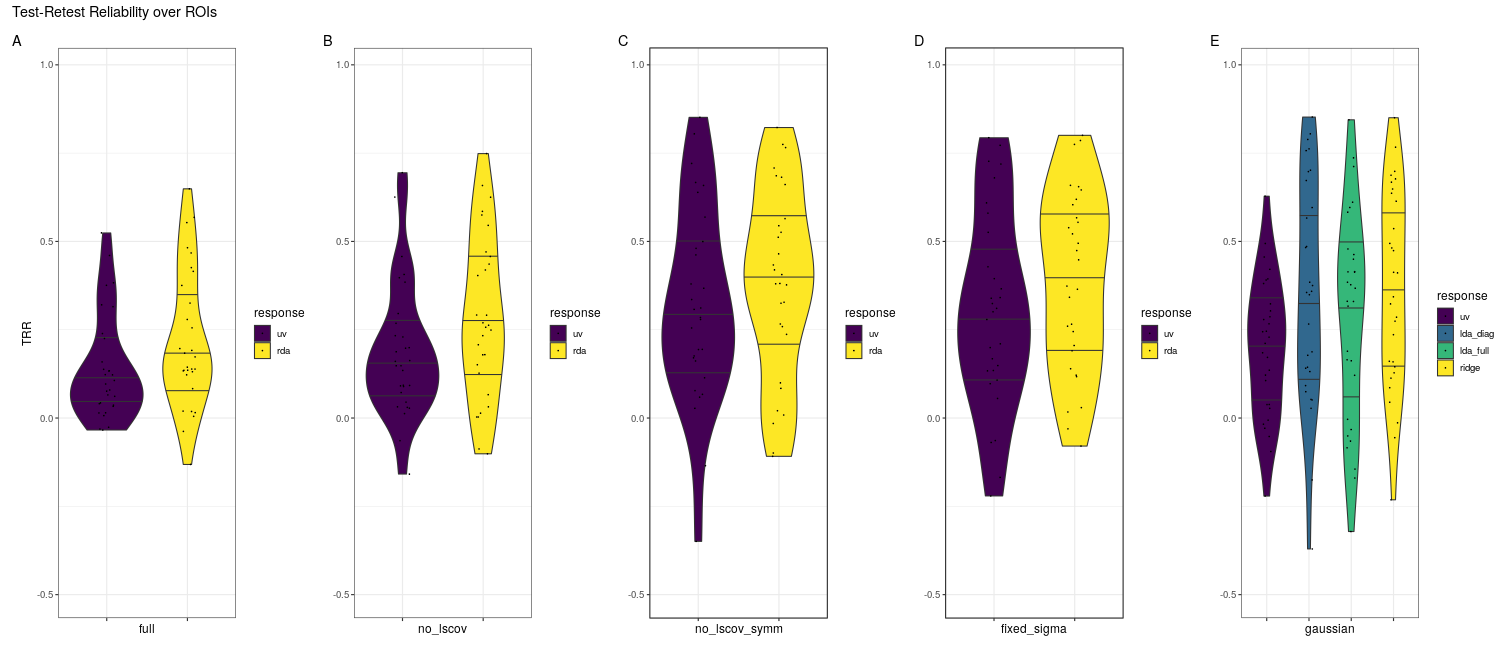 Test-Retest Reliability over ROIs
A
B
C
D
E
TRR
1.0
0.5
0.0
-0.5
full
response
uv
rda
1.0
0.5
0.0
-0.5
no_lscov
response
uv
rda
1.0
0.5
0.0
-0.5
no_lscov_symm
response
uv
rda
1.0
0.5
0.0
-0.5
fixed_sigma
response
uv
rda
1.0
0.5
0.0
-0.5
gaussian
response
uv
lda_diag
lda_full
ridge